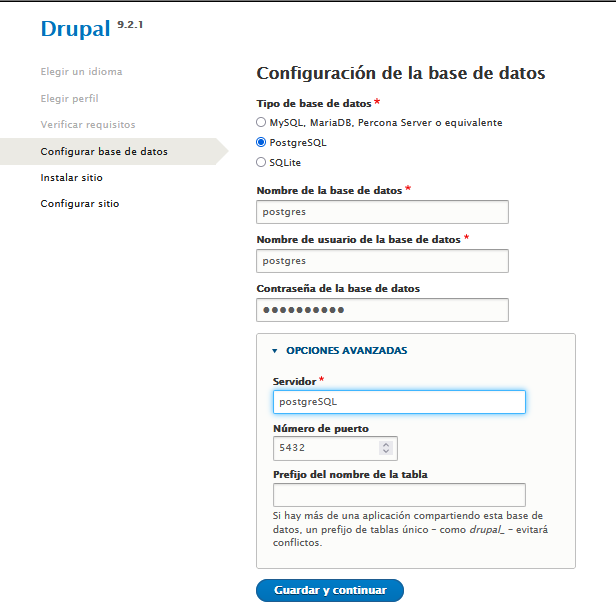 Drupal 9.2.1
Elegir un idioma
Elegir perfil
Verificar requisitos
Configurar base de datos
Instalar sitio
Configurar sitio
Configuración de la base de datos
Tipo de base de datos *
MySQL, MariaDB, Percona Server o equivalente
PostgreSQL
SQLite
Nombre de la base de datos *
postgres
Nombre de usuario de la base de datos *
postgres
Contraseña de la base de datos
●●●●●●●●●●
▼ OPCIONES AVANZADAS
Servidor *
postgreSQL
Número de puerto
5432
Prefijo del nombre de la tabla
Si hay más de una aplicación compartiendo esta base de
datos, un prefijo de tablas único – como drupal_ – evitará
conflictos.
Guardar y continuar